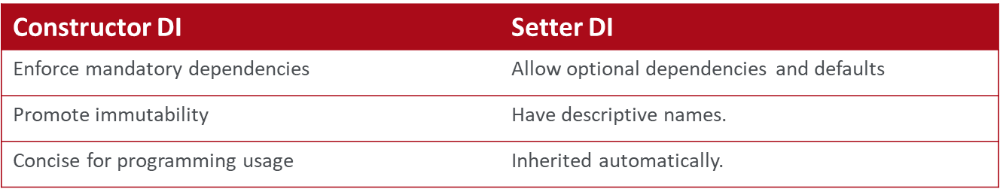 Constructor DI Setter DI
Enforce mandatory dependencies Allow optional dependencies and defaults
Promote immutability Have descriptive names.
Concise for programming usage Inherited automatically.